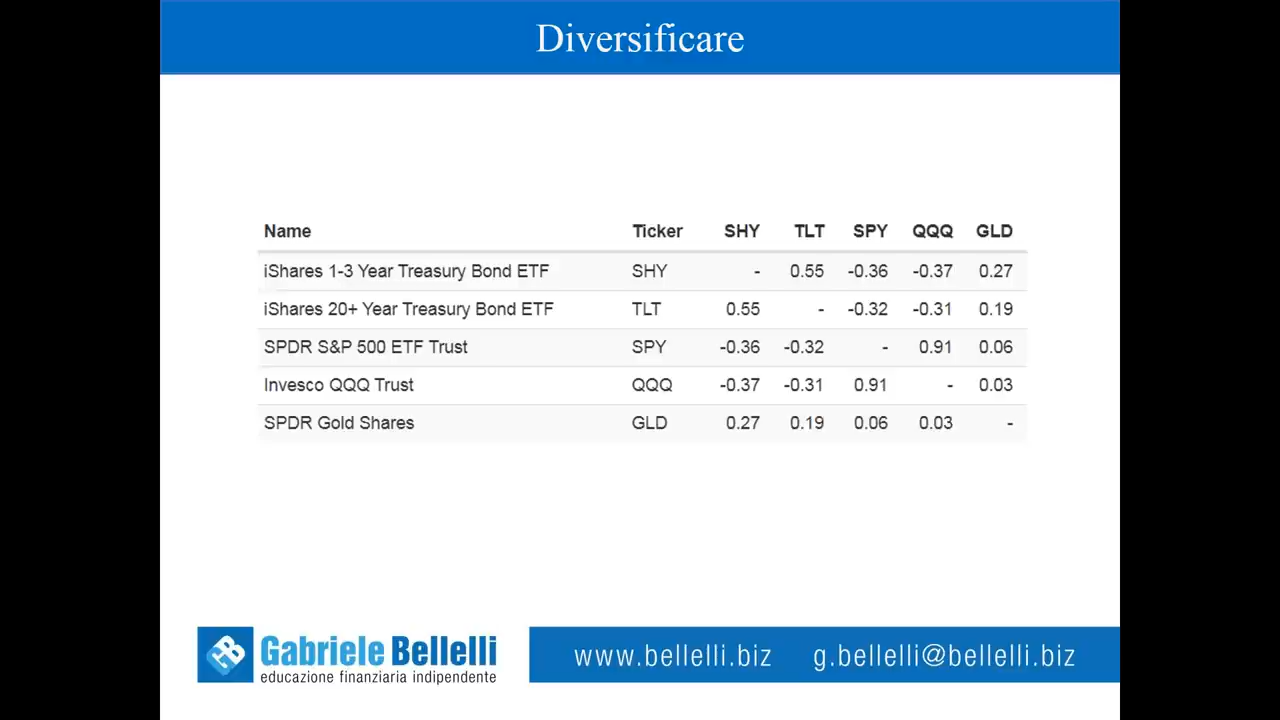 Diversificare
Name Ticker SHY TLT SPY QQQ GLD
iShares 1-3 Year Treasury Bond ETF SHY - 0.55 -0.36 -0.37 0.27
iShares 20+ Year Treasury Bond ETF TLT 0.55 - -0.32 -0.31 0.19
SPDR S&P 500 ETF Trust SPY -0.36 -0.32 - 0.91 0.06
Invesco QQQ Trust QQQ -0.37 -0.31 0.91 - 0.03
SPDR Gold Shares GLD 0.27 0.19 0.06 0.03 -
Gabriele Bellelli
educazione finanziaria indipendente
www.bellelli.biz g.bellelli@bellelli.biz